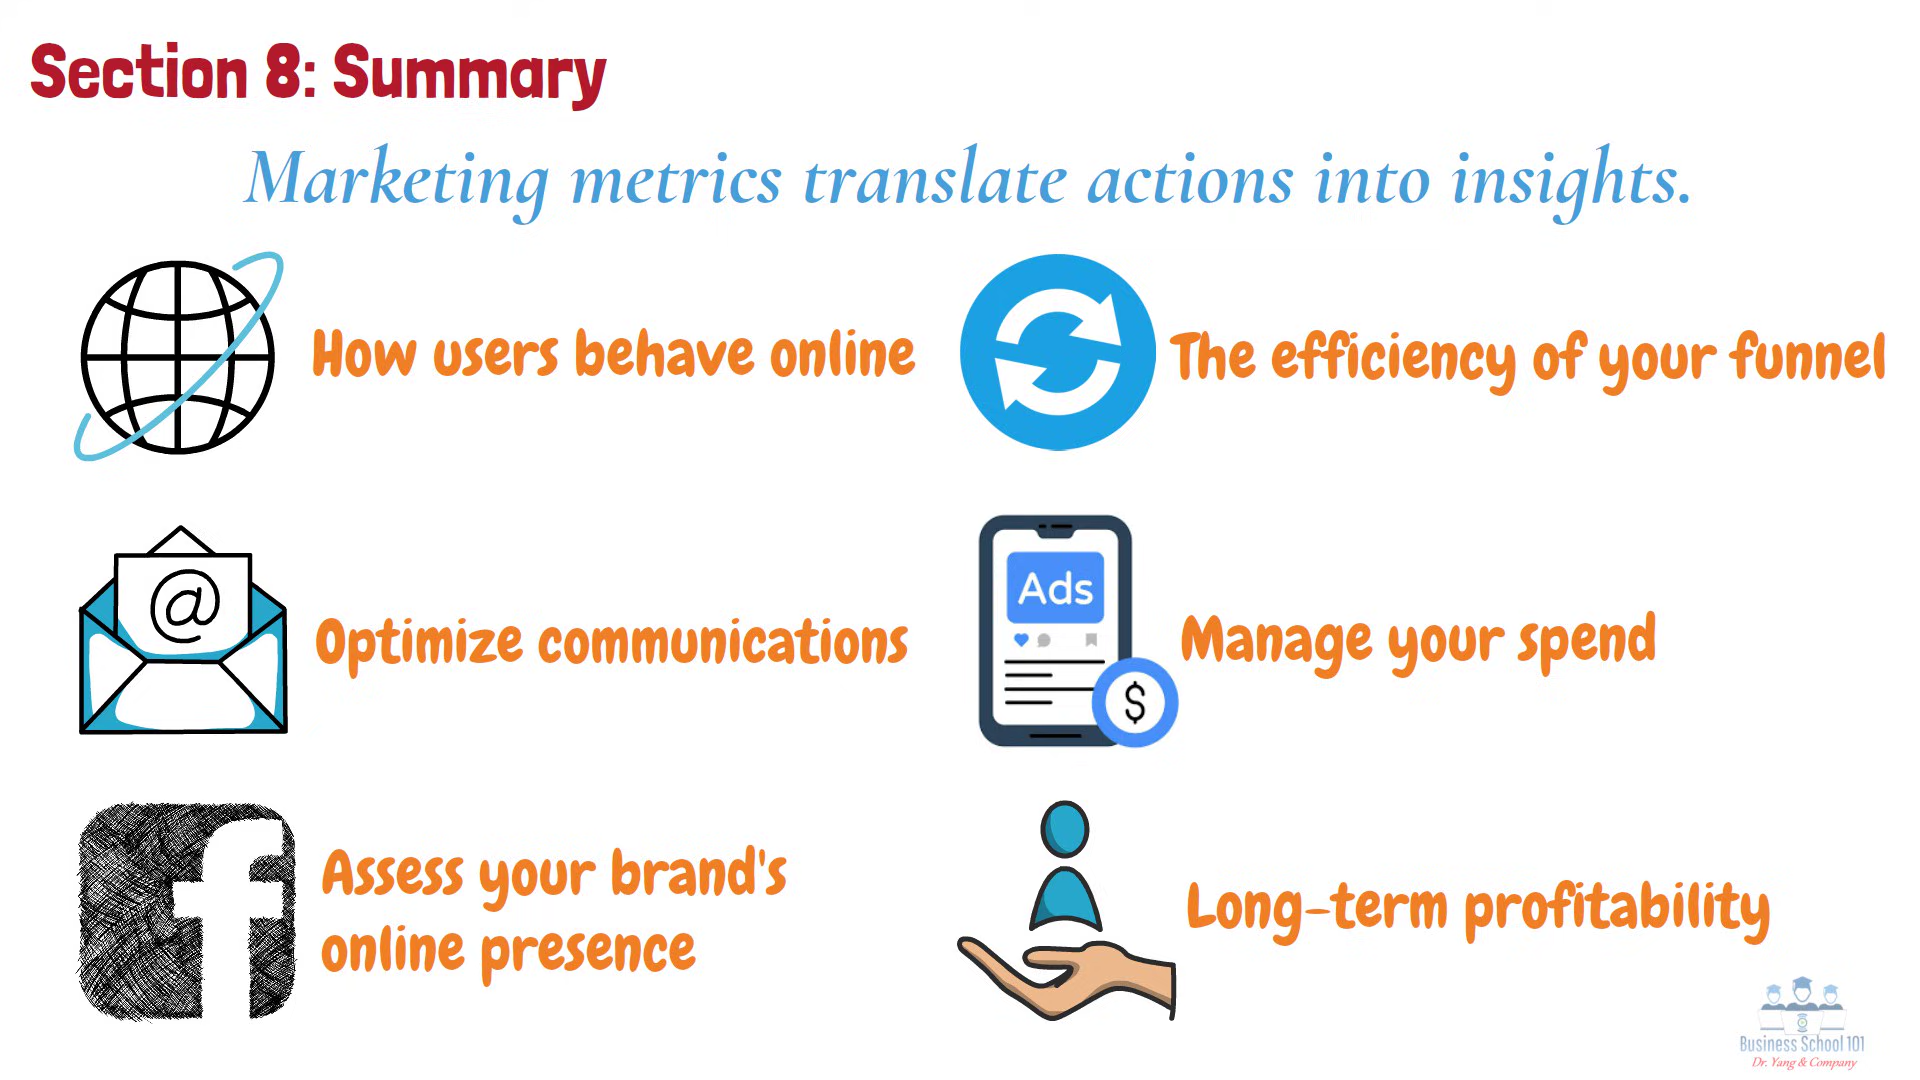 Section 8: Summary
Marketing metrics translate actions into insights.
How users behave online
The efficiency of your funnel
@
Optimize communications
Ads
$
Manage your spend
f
Assess your brand's
online presence
Long-term profitability
Business School 101
Dr. Yang & Company